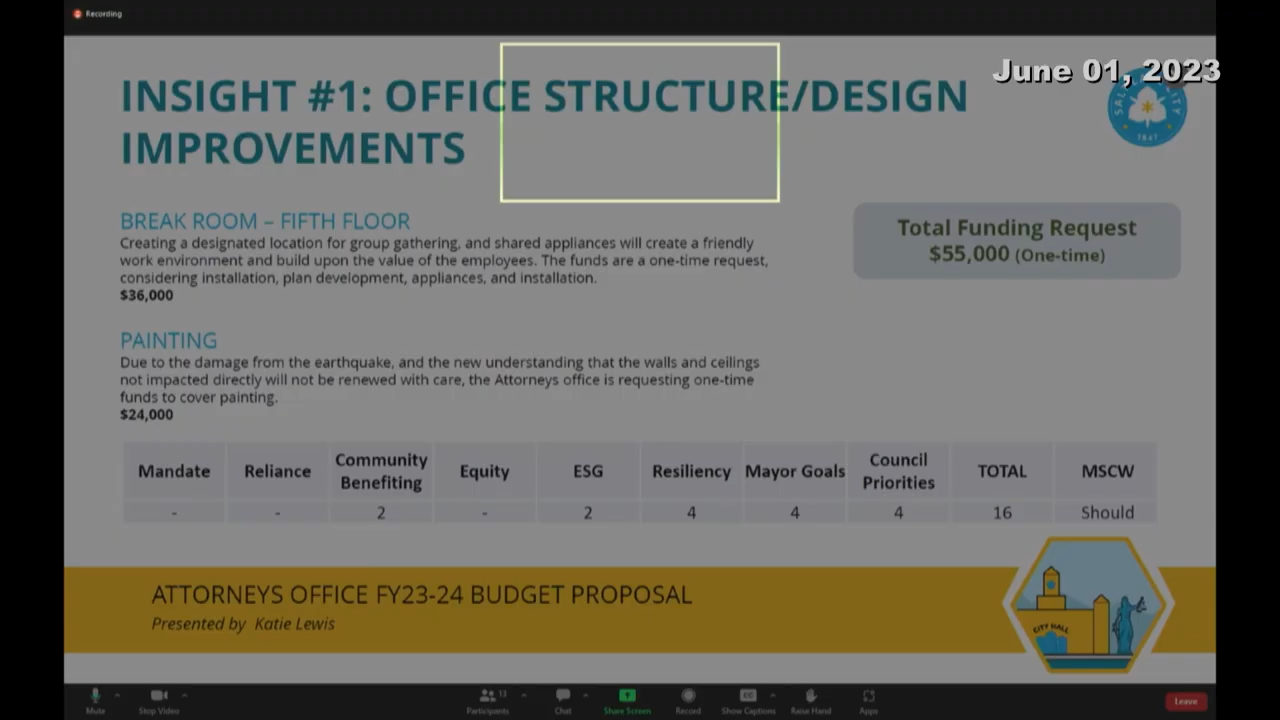 Recording
June 01, 2023
INSIGHT #1: OFFICE STRUCTURE/DESIGN
IMPROVEMENTS
SALT LAKE CITY
1847
BREAK ROOM – FIFTH FLOOR
Creating a designated location for group gathering, and shared appliances will create a friendly
work environment and build upon the value of the employees. The funds are a one-time request,
considering installation, plan development, appliances, and installation.
$36,000
Total Funding Request
$55,000 (One-time)
PAINTING
Due to the damage from the earthquake, and the new understanding that the walls and ceilings
not impacted directly will not be renewed with care, the Attorneys office is requesting one-time
funds to cover painting.
$24,000
Mandate Reliance Community Benefiting Equity ESG Resiliency Mayor Goals Council Priorities TOTAL MSCW
- - 2 - 2 4 4 4 16 Should
ATTORNEYS OFFICE FY23-24 BUDGET PROPOSAL
Presented by Katie Lewis
CITY HALL
Mute Stop Video Participants 13 Chat Share Screen Record CC Show Captions Raise Hand Apps Leave